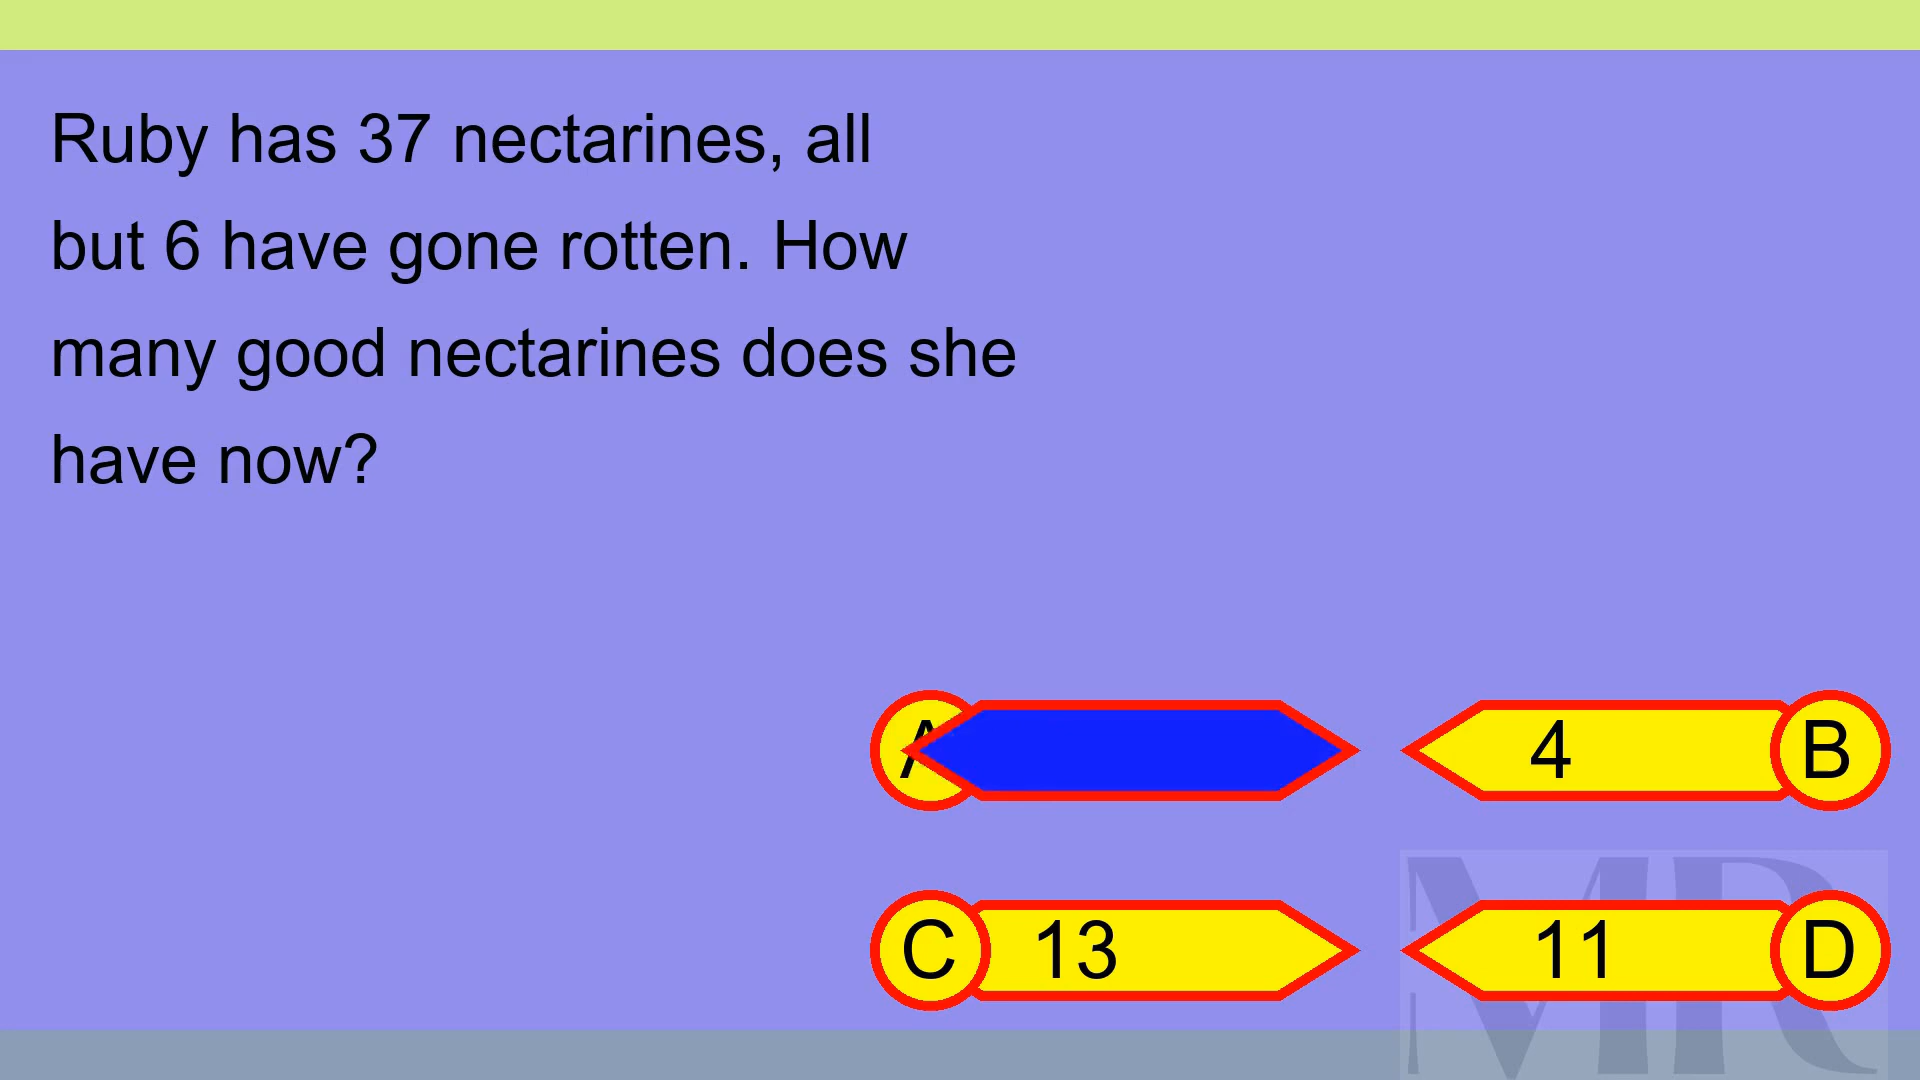 Ruby has 37 nectarines, all
but 6 have gone rotten. How
many good nectarines does she
have now?
A
4 B
C 13
11 D
MR